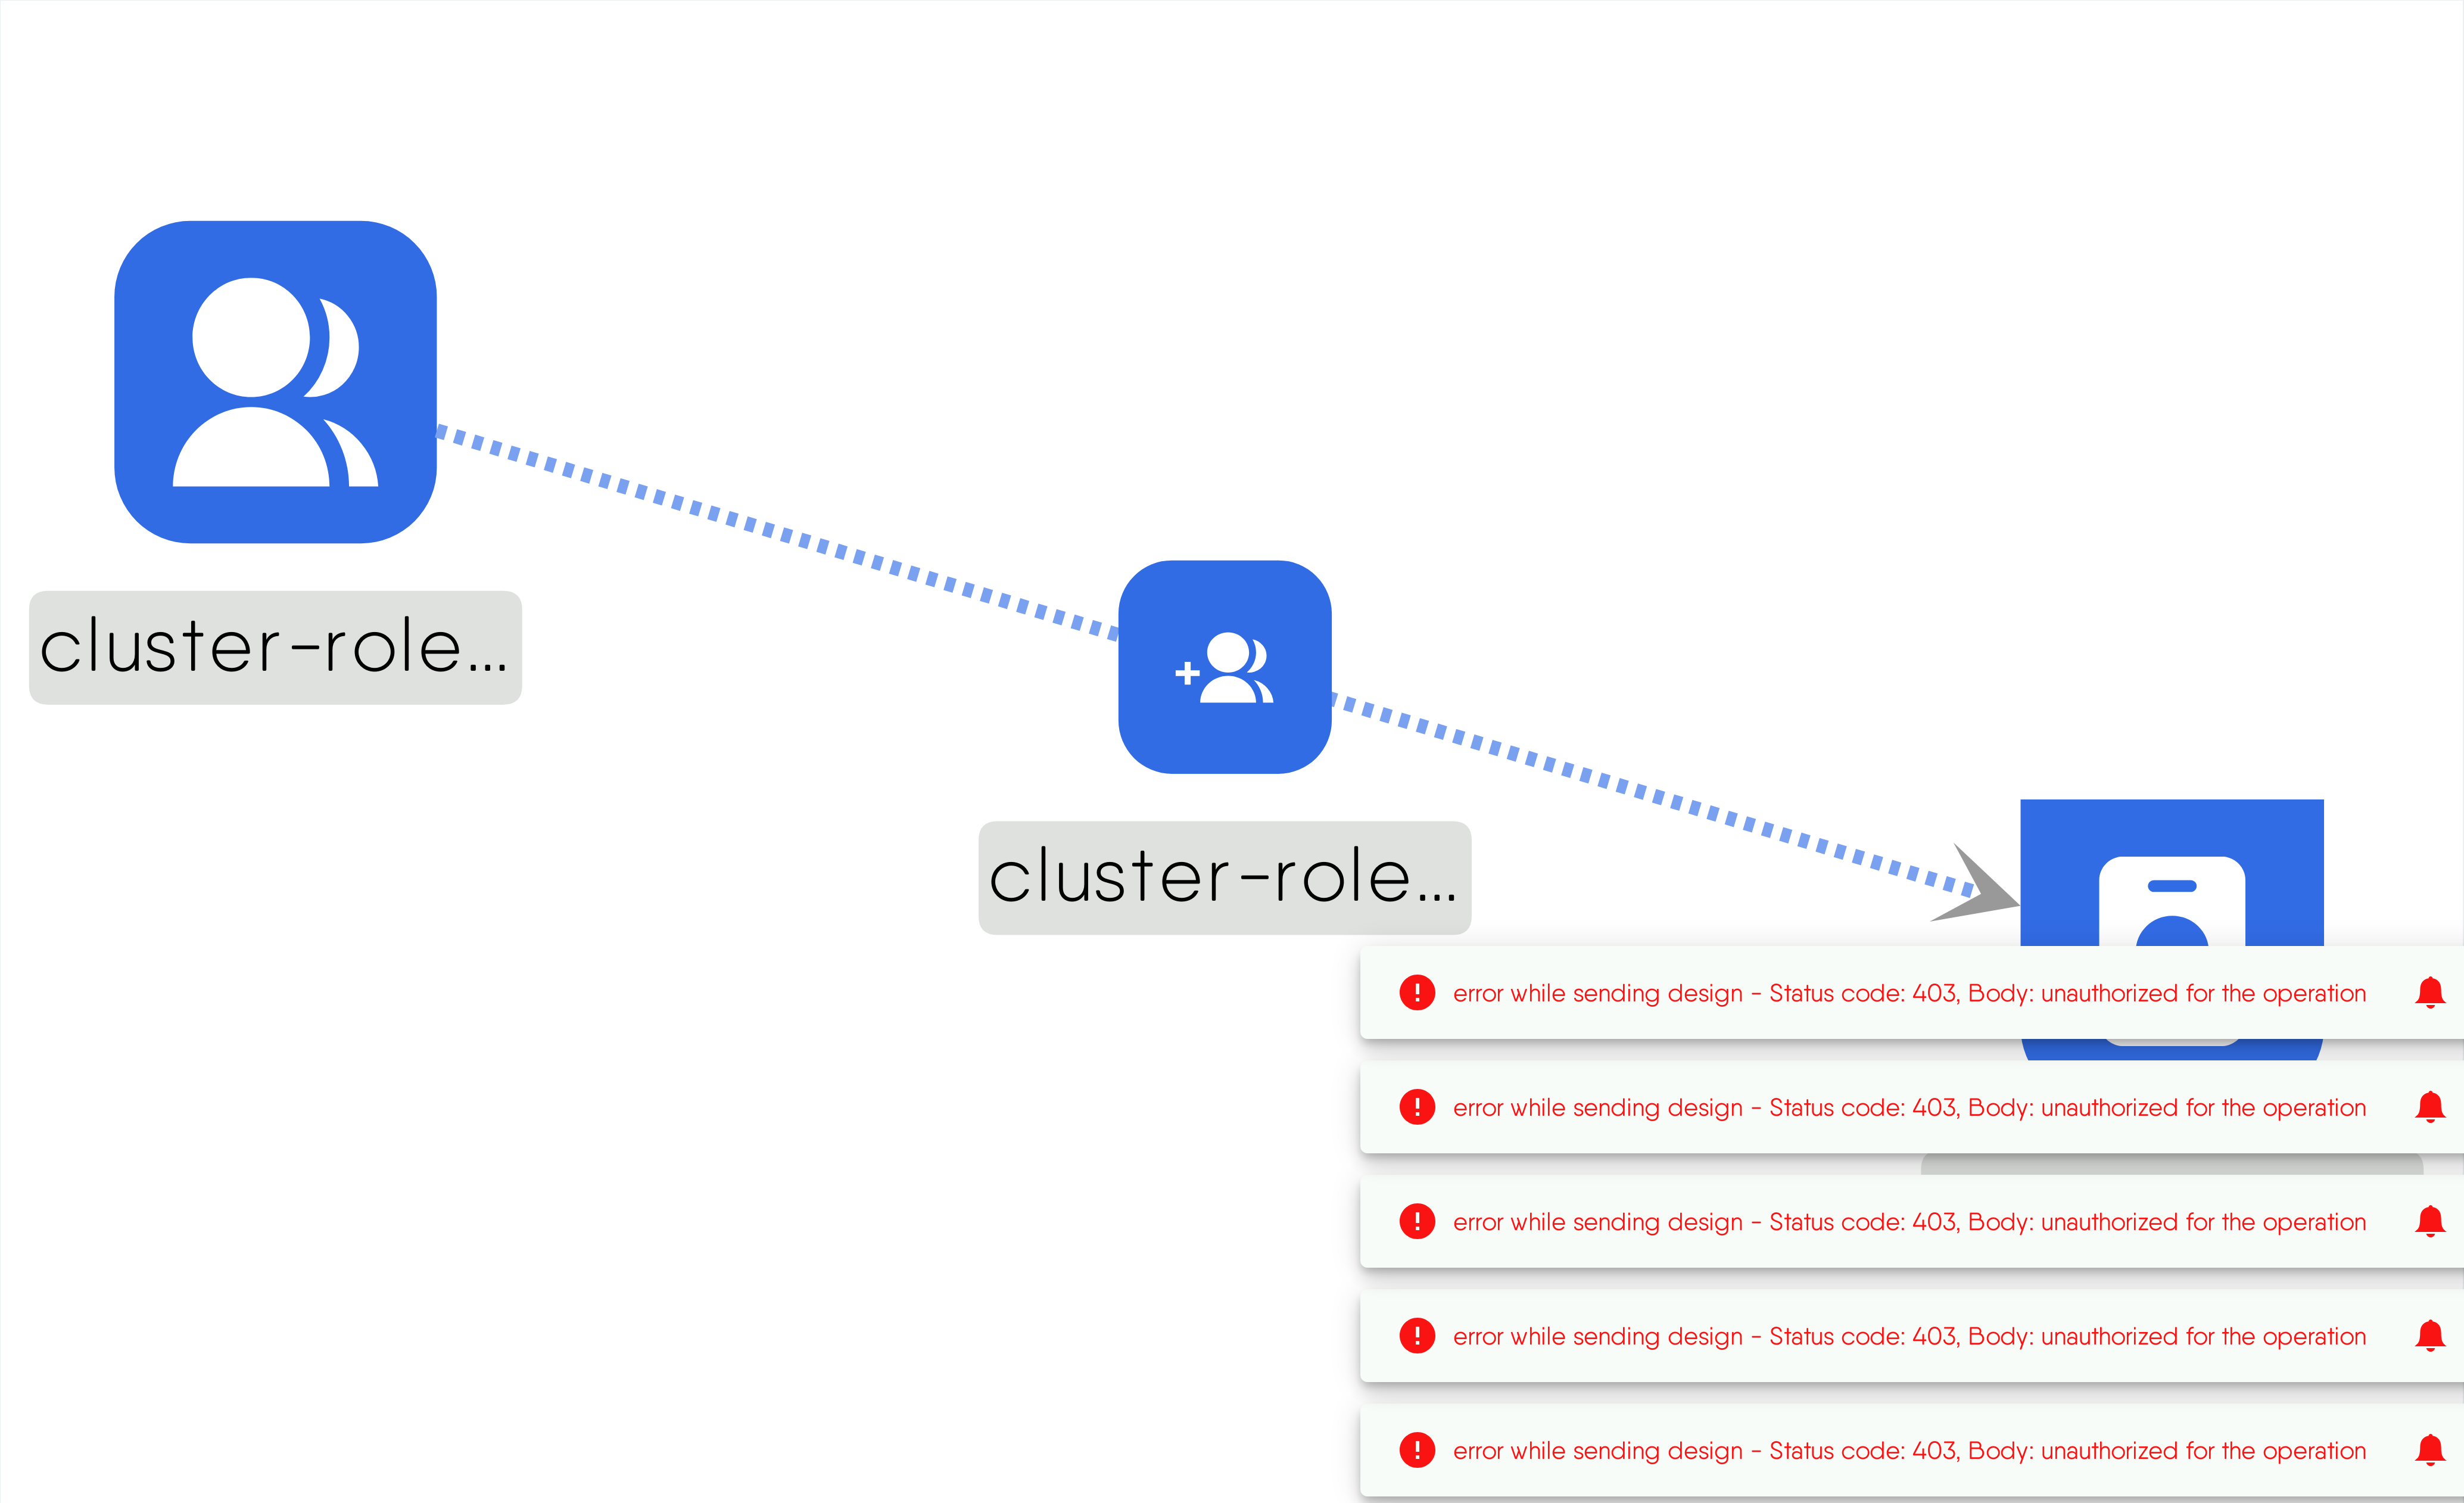 cluster-role...
cluster-role...
error while sending design - Status code: 403, Body: unauthorized for the operation
error while sending design - Status code: 403, Body: unauthorized for the operation
error while sending design - Status code: 403, Body: unauthorized for the operation
error while sending design - Status code: 403, Body: unauthorized for the operation
error while sending design - Status code: 403, Body: unauthorized for the operation